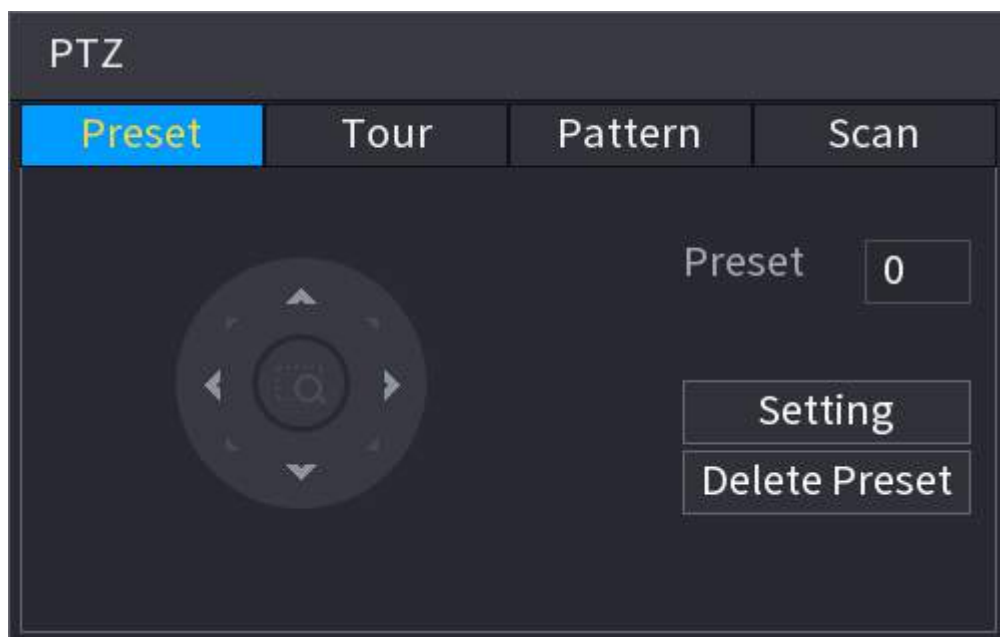 PTZ
Preset Tour Pattern Scan
Preset 0
Setting
Delete Preset